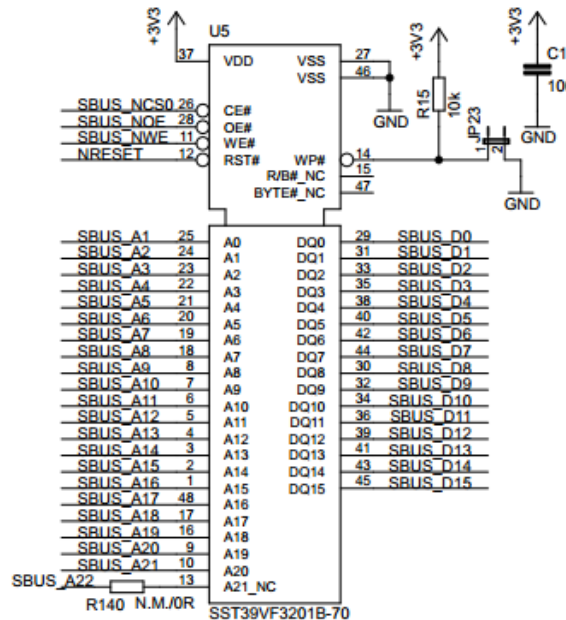 +3V3
U5
+3V3
+3V3
37 VDD VSS 27
VSS 46
C1
10
R15
10k
GND
GND
JP23
1
2
GND
SBUS_NCS0 26 CE#
SBUS_NOE 28 OE#
SBUS_NWE 11 WE#
NRESET 12 RST# WP# 14
R/B#_NC 15
BYTE#_NC 47
SBUS_A1 25 A0 DQ0 29 SBUS_D0
SBUS_A2 24 A1 DQ1 31 SBUS_D1
SBUS_A3 23 A2 DQ2 33 SBUS_D2
SBUS_A4 22 A3 DQ3 35 SBUS_D3
SBUS_A5 21 A4 DQ4 38 SBUS_D4
SBUS_A6 20 A5 DQ5 40 SBUS_D5
SBUS_A7 19 A6 DQ6 42 SBUS_D6
SBUS_A8 18 A7 DQ7 44 SBUS_D7
SBUS_A9 8 A8 DQ8 30 SBUS_D8
SBUS_A10 7 A9 DQ9 32 SBUS_D9
SBUS_A11 6 A10 DQ10 34 SBUS_D10
SBUS_A12 5 A11 DQ11 36 SBUS_D11
SBUS_A13 4 A12 DQ12 39 SBUS_D12
SBUS_A14 3 A13 DQ13 41 SBUS_D13
SBUS_A15 2 A14 DQ14 43 SBUS_D14
SBUS_A16 1 A15 DQ15 45 SBUS_D15
SBUS_A17 48 A16
SBUS_A18 17 A17
SBUS_A19 16 A18
SBUS_A20 9 A19
SBUS_A21 10 A20
SBUS_A22 13 A21_NC
R140 N.M./0R
SST39VF3201B-70